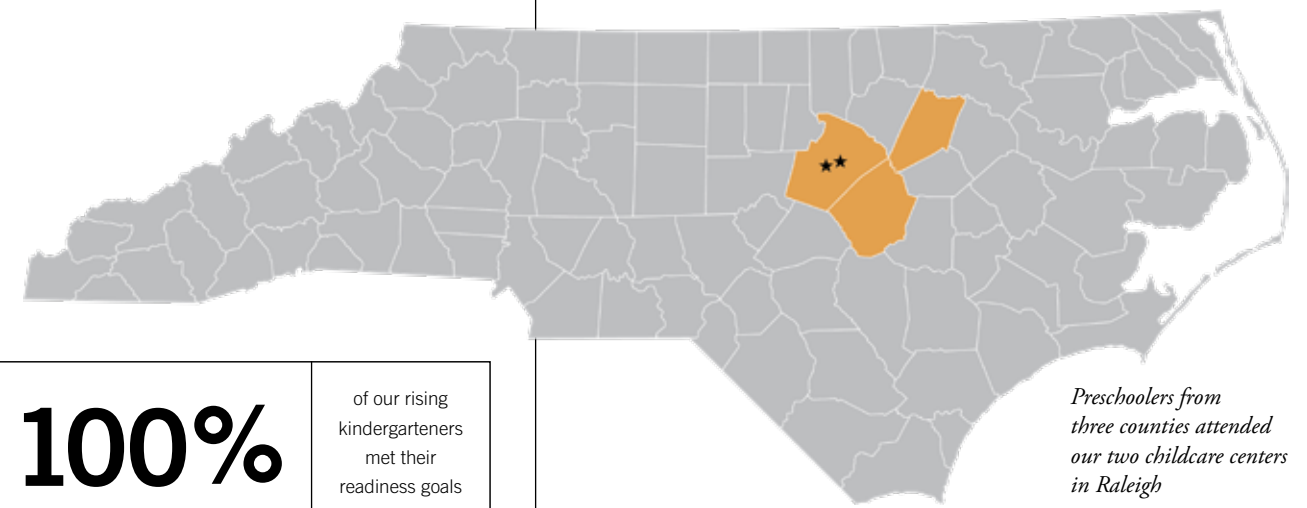 100%
of our rising
kindergarteners
met their
readiness goals
Preschoolers from
three counties attended
our two childcare centers
in Raleigh